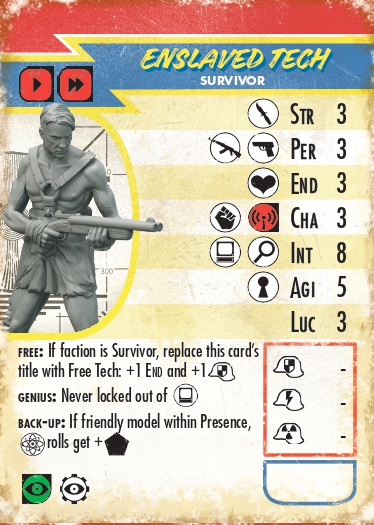 ENSLAVED TECH
SURVIVOR
STR 3
PER 3
END 3
CHA 3
INT 8
AGI 5
LUC 3
300
FREE: If faction is Survivor, replace this card's
title with Free Tech: +1 END and +1
GENIUS: Never locked out of
BACK-UP: If friendly model within Presence,
rolls get +
-
-
-